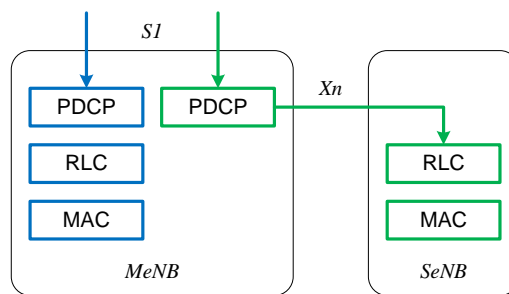 S1
PDCP
PDCP
Xn
RLC
RLC
MAC
MAC
MeNB
SeNB